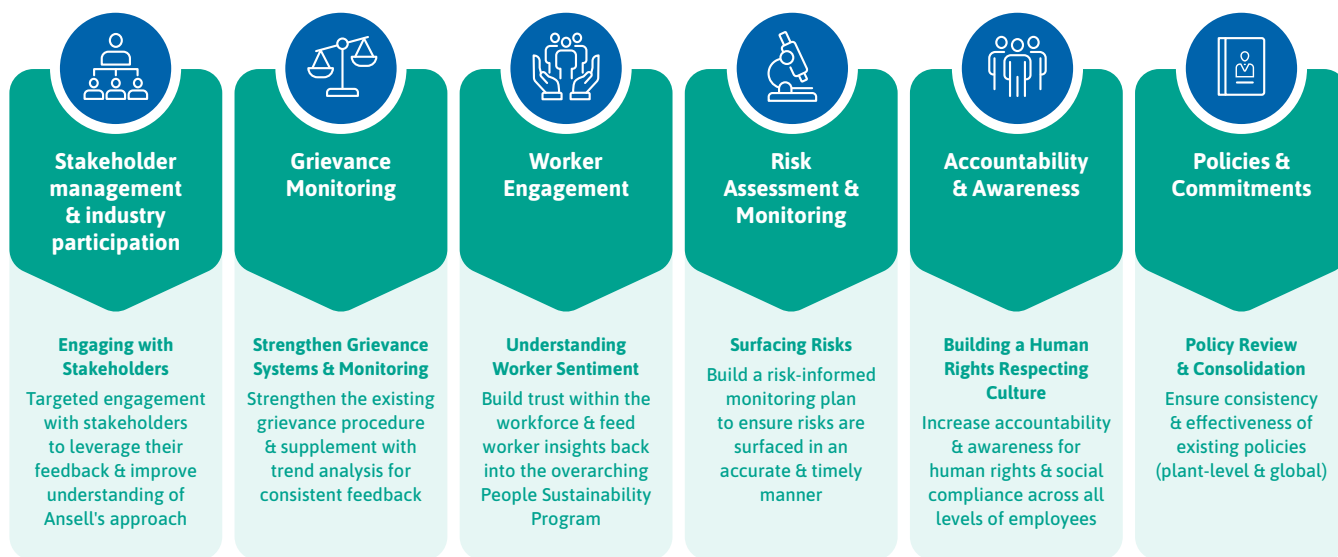 Stakeholder
management
& industry
participation
Engaging with
Stakeholders
Targeted engagement
with stakeholders
to leverage their
feedback & improve
understanding of
Ansell's approach
Grievance
Monitoring
Strengthen Grievance
Systems & Monitoring
Strengthen the existing
grievance procedure
& supplement with
trend analysis for
consistent feedback
Worker
Engagement
Understanding
Worker Sentiment
Build trust within the
workforce & feed
worker insights back
into the overarching
People Sustainability
Program
Risk
Assessment &
Monitoring
Surfacing Risks
Build a risk-informed
monitoring plan
to ensure risks are
surfaced in an
accurate & timely
manner
Accountability
& Awareness
Building a Human
Rights Respecting
Culture
Increase accountability
& awareness for
human rights & social
compliance across all
levels of employees
Policies &
Commitments
Policy Review
& Consolidation
Ensure consistency
& effectiveness of
existing policies
(plant-level & global)